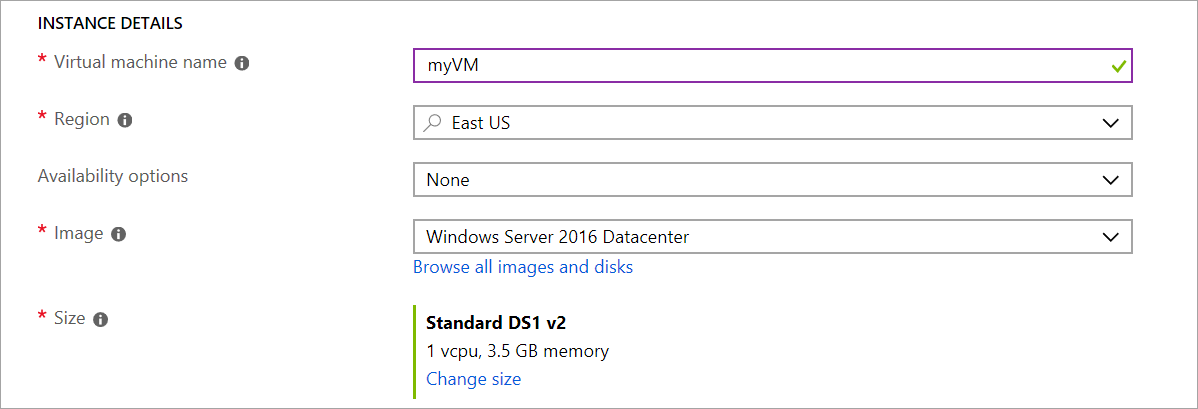 INSTANCE DETAILS
* Virtual machine name
myVM
* Region
East US
Availability options
None
* Image
Windows Server 2016 Datacenter
Browse all images and disks
* Size
Standard DS1 v2
1 vcpu, 3.5 GB memory
Change size